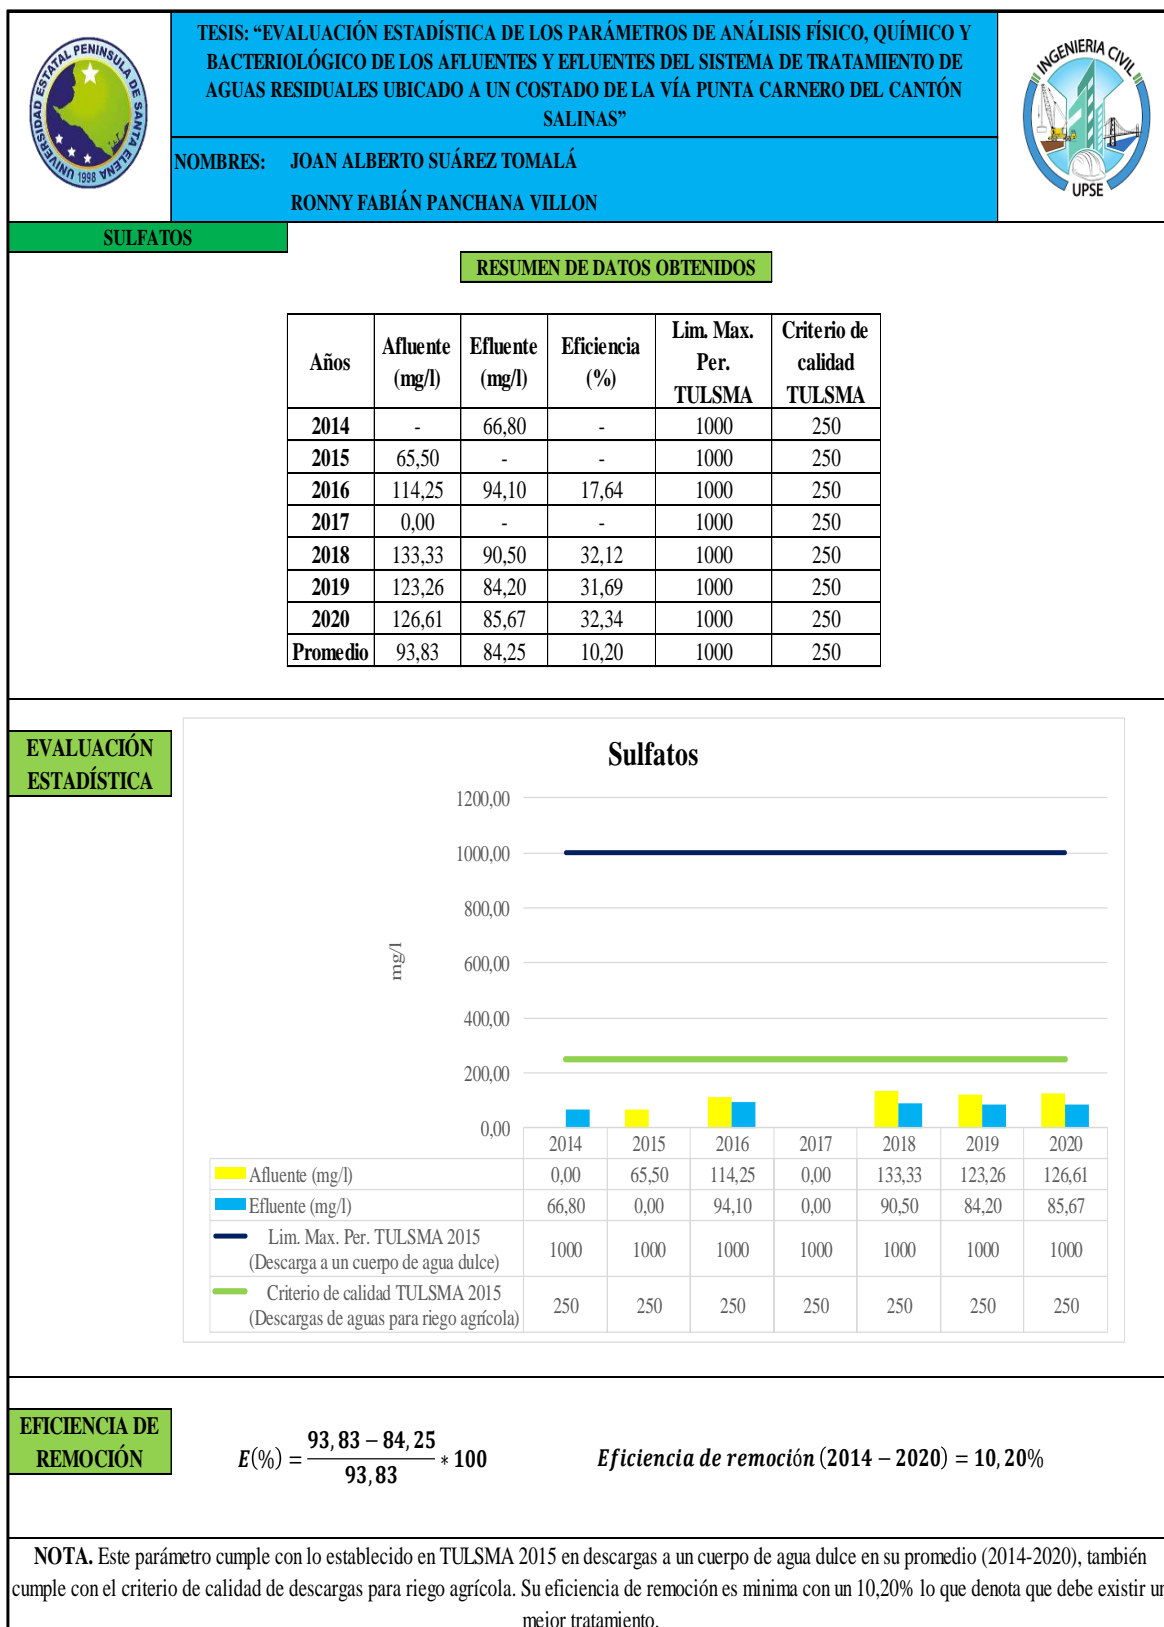 UNIVERSIDAD ESTATAL PENINSULA DE SANTA ELENA
1998
TESIS: “EVALUACIÓN ESTADÍSTICA DE LOS PARÁMETROS DE ANÁLISIS FÍSICO, QUÍMICO Y
BACTERIOLÓGICO DE LOS AFLUENTES Y EFLUENTES DEL SISTEMA DE TRATAMIENTO DE
AGUAS RESIDUALES UBICADO A UN COSTADO DE LA VÍA PUNTA CARNERO DEL CANTÓN
SALINAS”
INGENIERIA CIVIL
UPSE
NOMBRES: JOAN ALBERTO SUÁREZ TOMALÁ
RONNY FABIÁN PANCHANA VILLON
SULFATOS
RESUMEN DE DATOS OBTENIDOS
Años Afluente (mg/l) Efluente (mg/l) Eficiencia (%) Lim. Max. Per. TULSMA Criterio de calidad TULSMA
2014 - 66,80 - 1000 250
2015 65,50 - - 1000 250
2016 114,25 94,10 17,64 1000 250
2017 0,00 - - 1000 250
2018 133,33 90,50 32,12 1000 250
2019 123,26 84,20 31,69 1000 250
2020 126,61 85,67 32,34 1000 250
Promedio 93,83 84,25 10,20 1000 250
EVALUACIÓN
ESTADÍSTICA
Sulfatos
1200,00
1000,00
800,00
600,00
400,00
200,00
0,00
mg/l
2014 2015 2016 2017 2018 2019 2020
Afluente (mg/l) 0,00 65,50 114,25 0,00 133,33 123,26 126,61
Efluente (mg/l) 66,80 0,00 94,10 0,00 90,50 84,20 85,67
Lim. Max. Per. TULSMA 2015
(Descarga a un cuerpo de agua dulce) 1000 1000 1000 1000 1000 1000 1000
Criterio de calidad TULSMA 2015
(Descargas de aguas para riego agrícola) 250 250 250 250 250 250 250
EFICIENCIA DE
REMOCIÓN
E(%) = (93,83 − 84,25) / 93,83 * 100
Eficiencia de remoción (2014 − 2020) = 10,20%
NOTA. Este parámetro cumple con lo establecido en TULSMA 2015 en descargas a un cuerpo de agua dulce en su promedio (2014-2020), también
cumple con el criterio de calidad de descargas para riego agrícola. Su eficiencia de remoción es minima con un 10,20% lo que denota que debe existir un
mejor tratamiento.